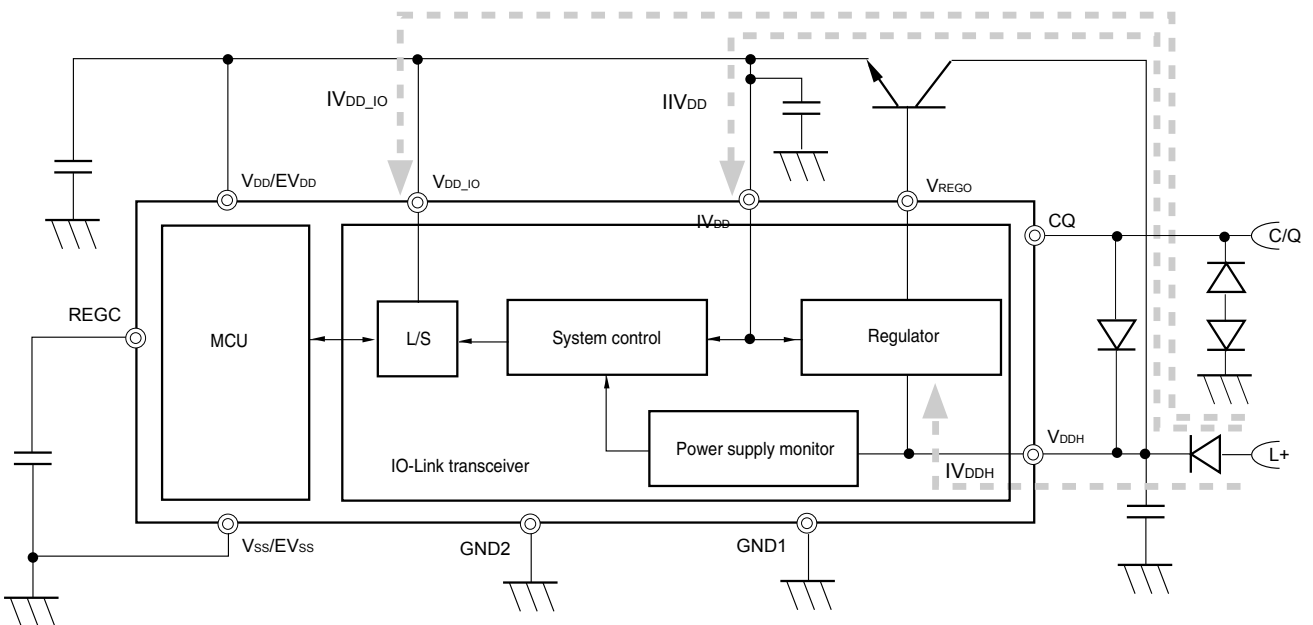 IVDD_IO
IIVDD
VDD/EVDD
VDD_IO
IVDD
VREGO
CQ
C/Q
REGC
MCU
L/S
System control
Regulator
Power supply monitor
VDDH
IO-Link transceiver
IVDDH
L+
VSS/EVSS
GND2
GND1